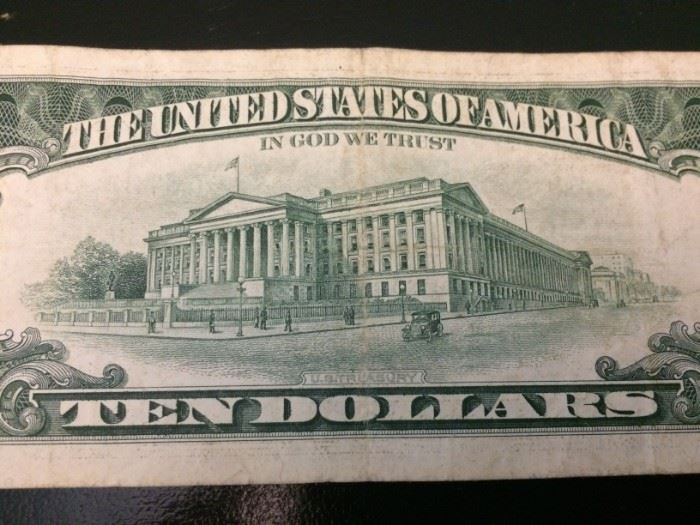 THE UNITED STATES OF AMERICA
IN GOD WE TRUST
U.S. TREASURY
TEN DOLLARS